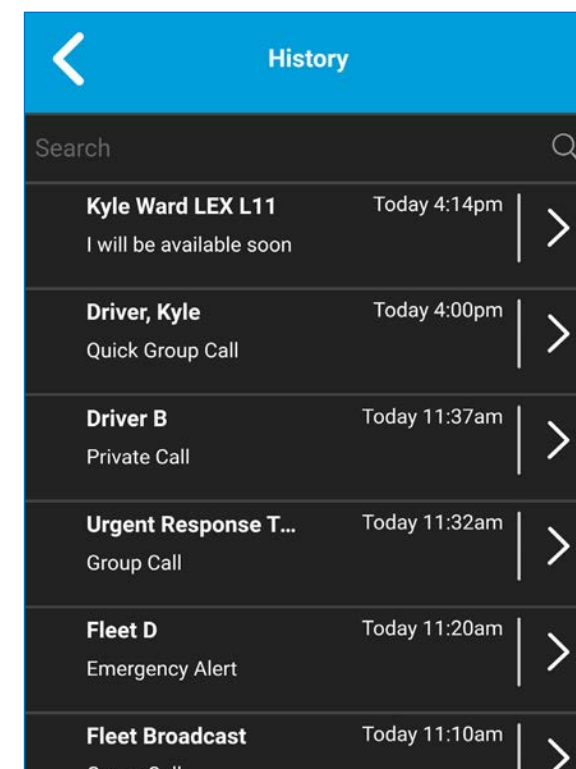 History
Search
Kyle Ward LEX L11 Today 4:14pm
I will be available soon
Driver, Kyle Today 4:00pm
Quick Group Call
Driver B Today 11:37am
Private Call
Urgent Response T... Today 11:32am
Group Call
Fleet D Today 11:20am
Emergency Alert
Fleet Broadcast Today 11:10am